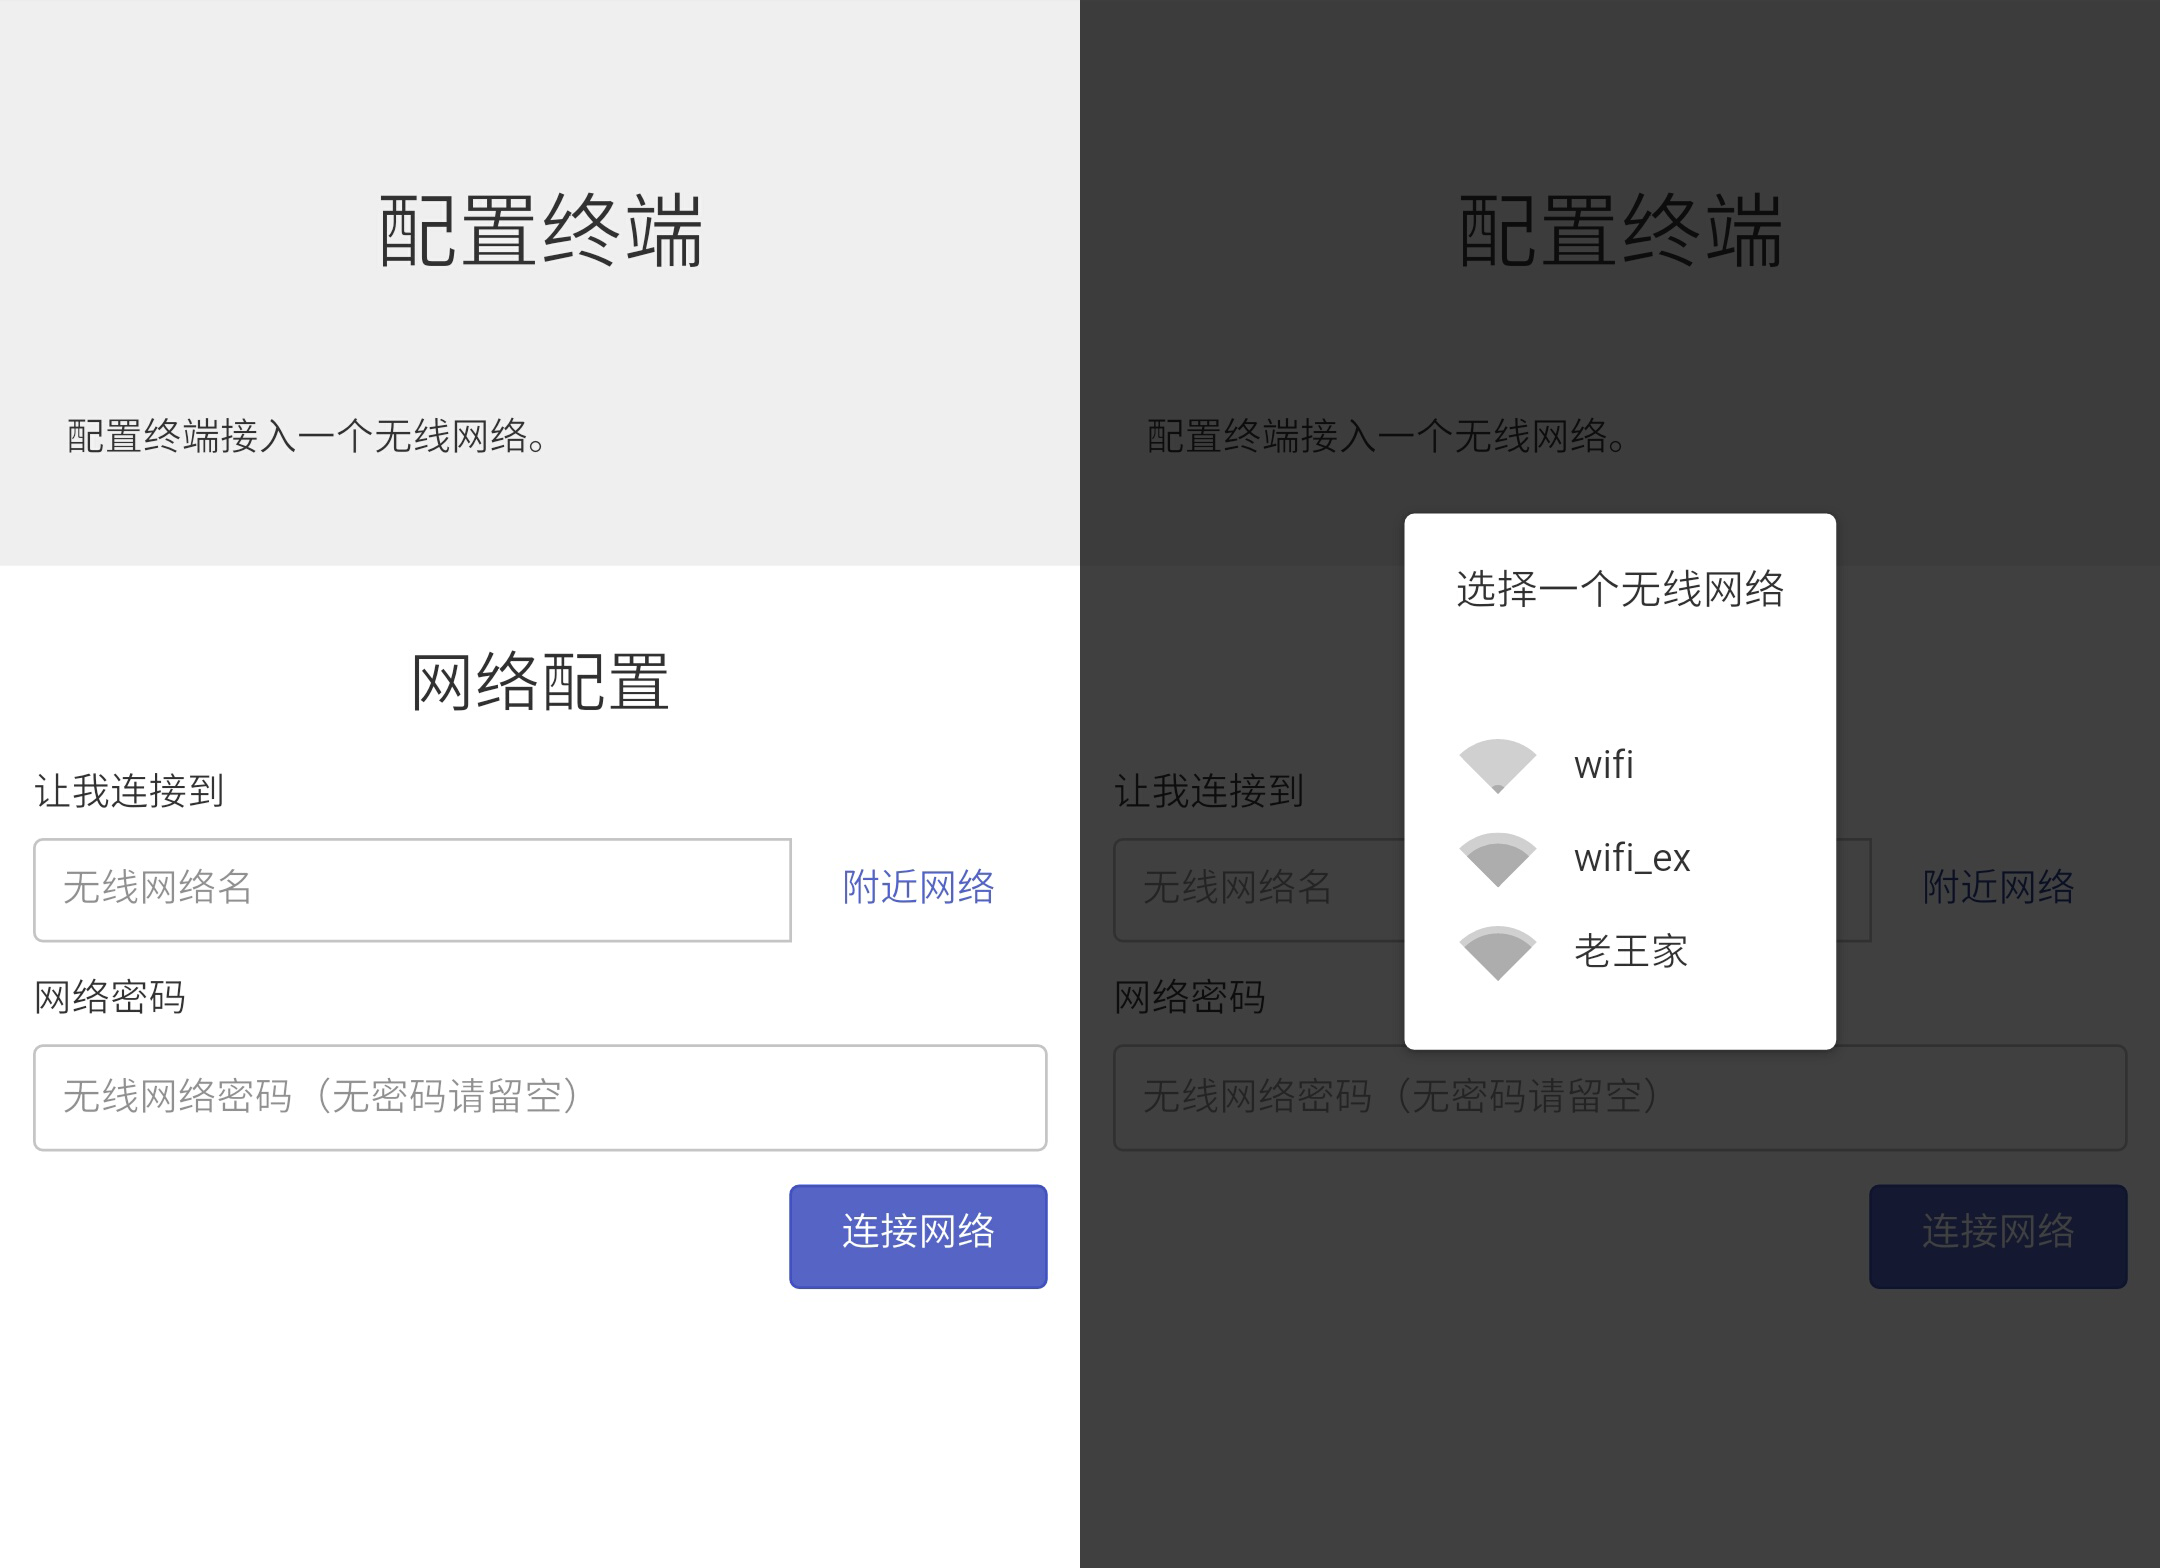 配置终端
配置终端接入一个无线网络。
网络配置
让我连接到
无线网络名
附近网络
网络密码
无线网络密码（无密码请留空）
连接网络
配置终端
配置终端接入一个无线网络。
选择一个无线网络
wifi
wifi_ex
老王家
让我连接到
无线网络名
附近网络
网络密码
无线网络密码（无密码请留空）
连接网络